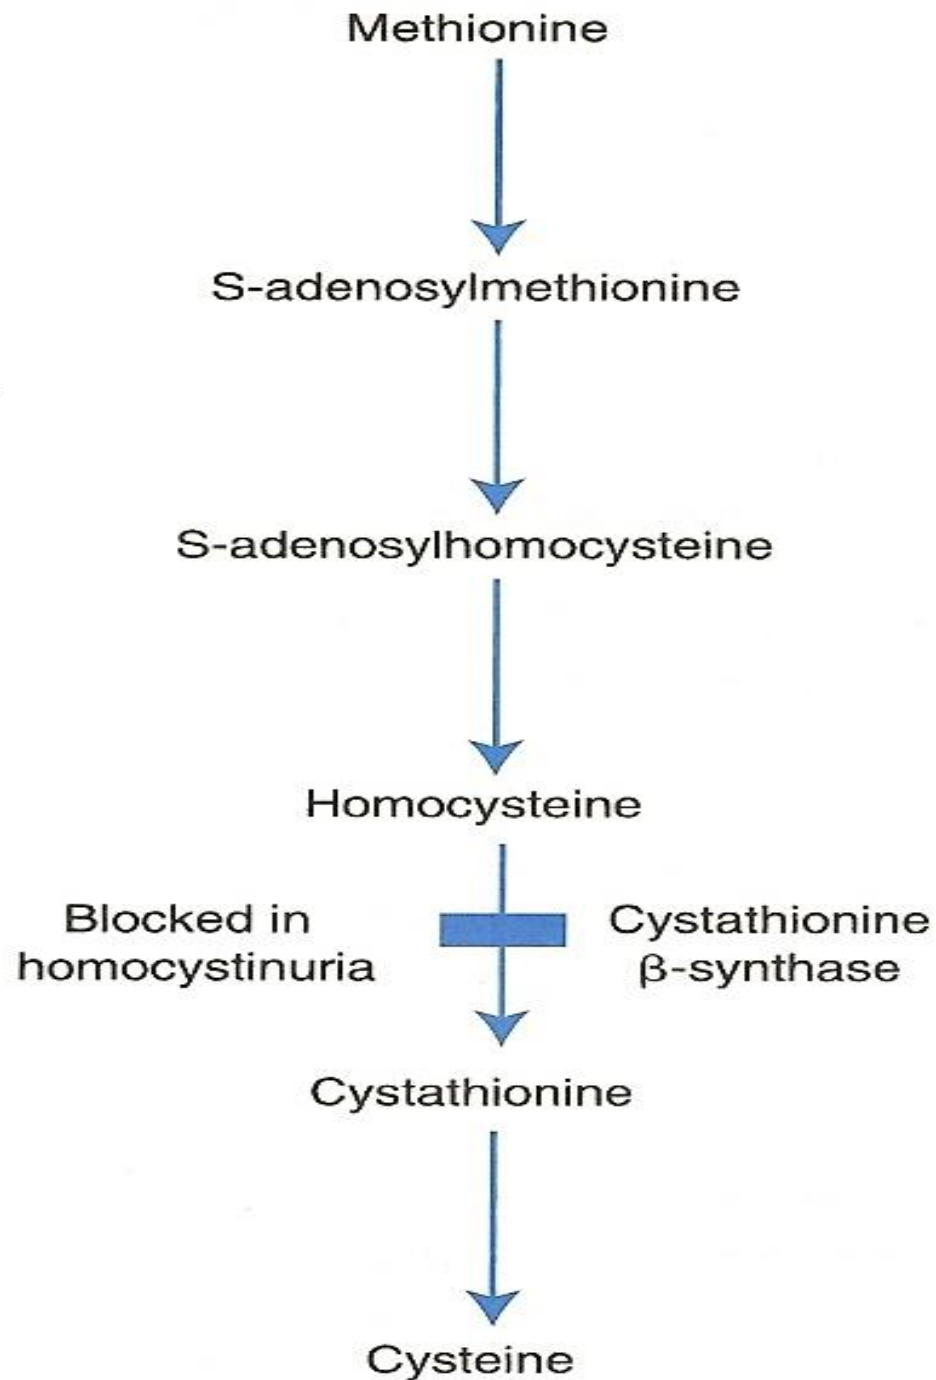 Methionine
S-adenosylmethionine
S-adenosylhomocysteine
Homocysteine
Blocked in
homocystinuria
Cystathionine
β-synthase
Cystathionine
Cysteine